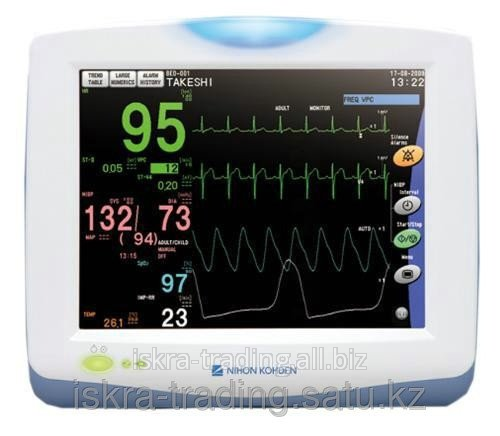 TREND TABLE LARGE NUMERICS ALARM HISTORY BED-001 TAKESHI 17-08-2009 13:22
HR FREQ VPC
95 ADULT MONITOR
Silence Alarms
ST-Ⅱ 0.05 VPC 12
ST-V4 0.20 V4
NIBP SYS DIA NIBP Interval
132 73
MAP (94) ADULT/CHILD MANUAL OFF AUTO Start/Stop
13:15
SpO2 97 Menu
IMP-RR 23
TEMP 26.1
NIHON KOHDEN
iskra-trading.all.biz
iskra-trading.satu.kz